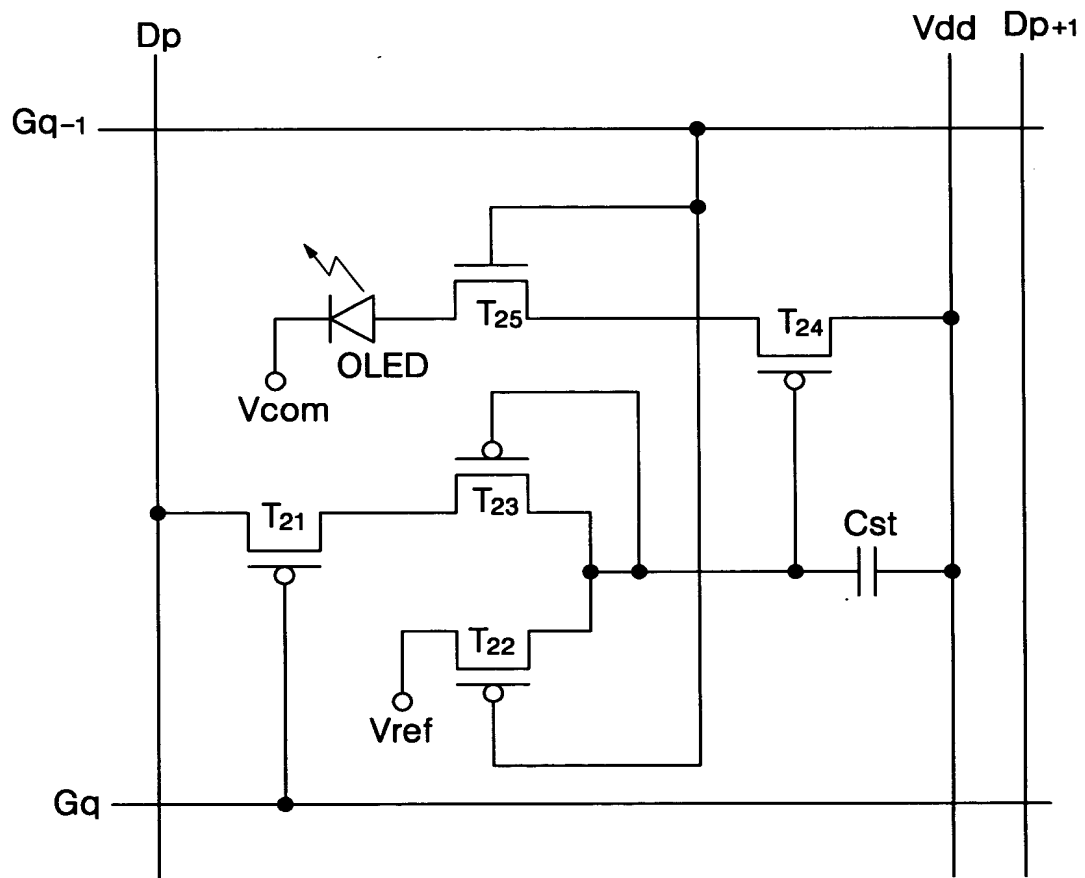 Dp
Vdd
Dp+1
Gq-1
T25
T24
OLED
Vcom
T23
T21
Cst
T22
Vref
Gq